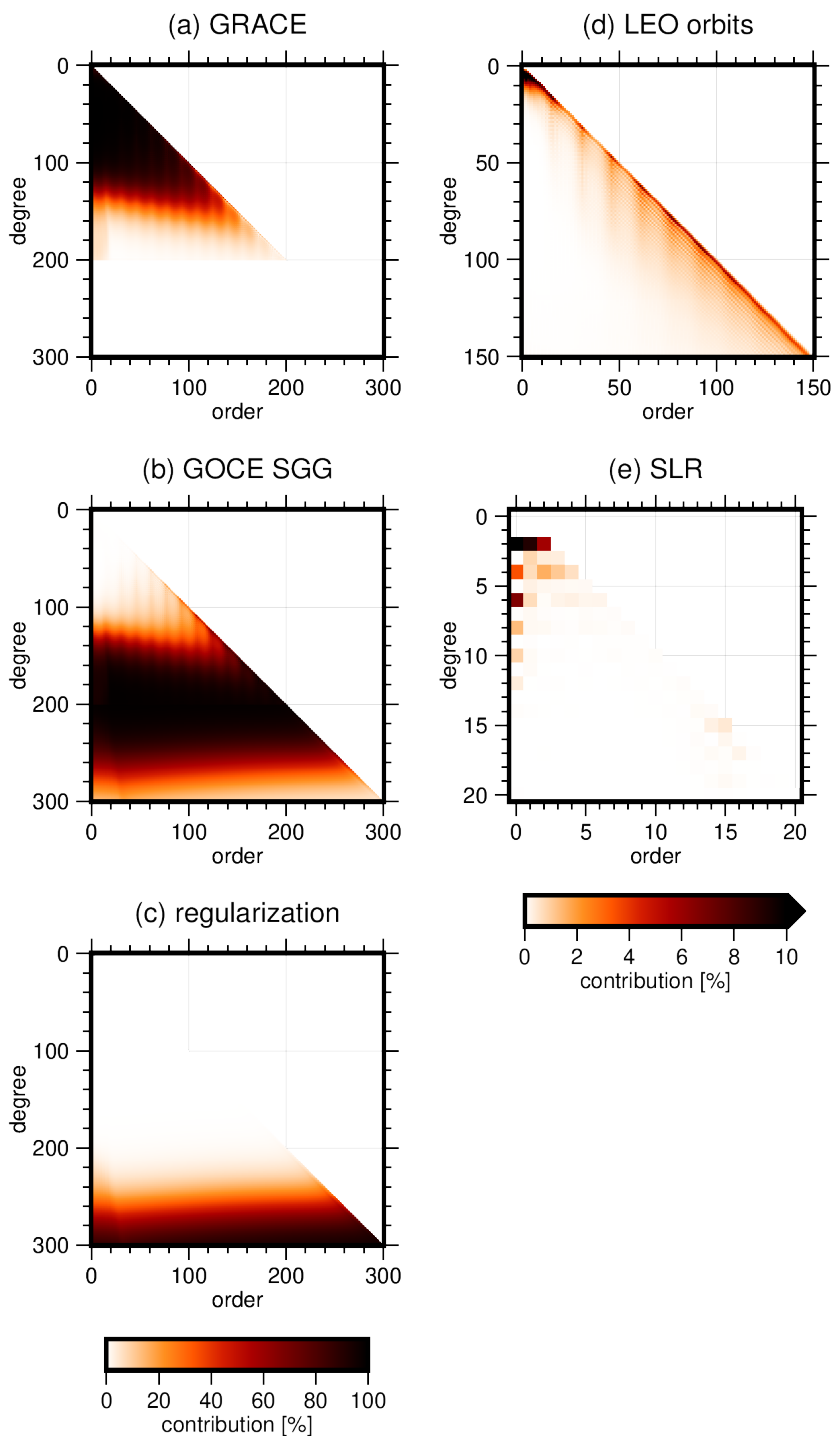 (a) GRACE
0
100
200
300
degree
0 100 200 300
order
(d) LEO orbits
0
50
100
150
degree
0 50 100 150
order
(b) GOCE SGG
0
100
200
300
degree
0 100 200 300
order
(e) SLR
0
5
10
15
20
degree
0 5 10 15 20
order
0 2 4 6 8 10
contribution [%]
(c) regularization
0
100
200
300
degree
0 100 200 300
order
0 20 40 60 80 100
contribution [%]